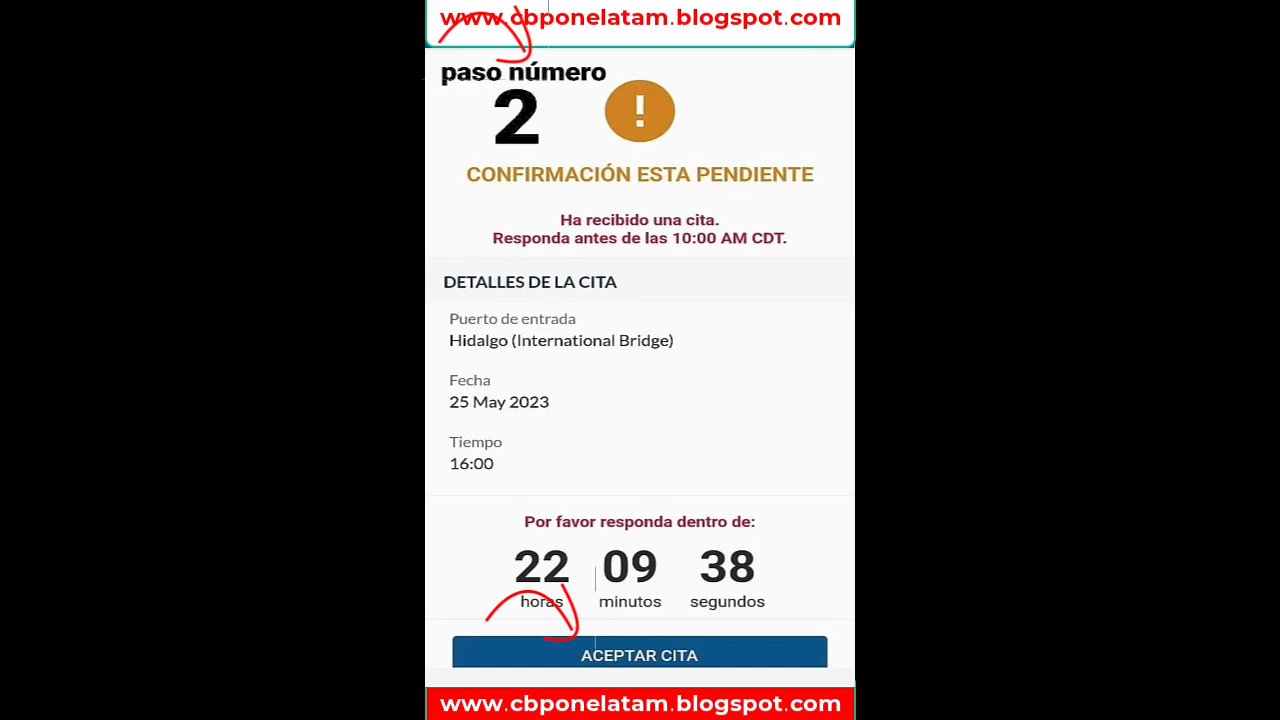 www.cbponelatam.blogspot.com
paso número
2
!
CONFIRMACIÓN ESTA PENDIENTE
Ha recibido una cita.
Responda antes de las 10:00 AM CDT.
DETALLES DE LA CITA
Puerto de entrada
Hidalgo (International Bridge)
Fecha
25 May 2023
Tiempo
16:00
Por favor responda dentro de:
22 09 38
horas minutos segundos
ACEPTAR CITA
www.cbponelatam.blogspot.com